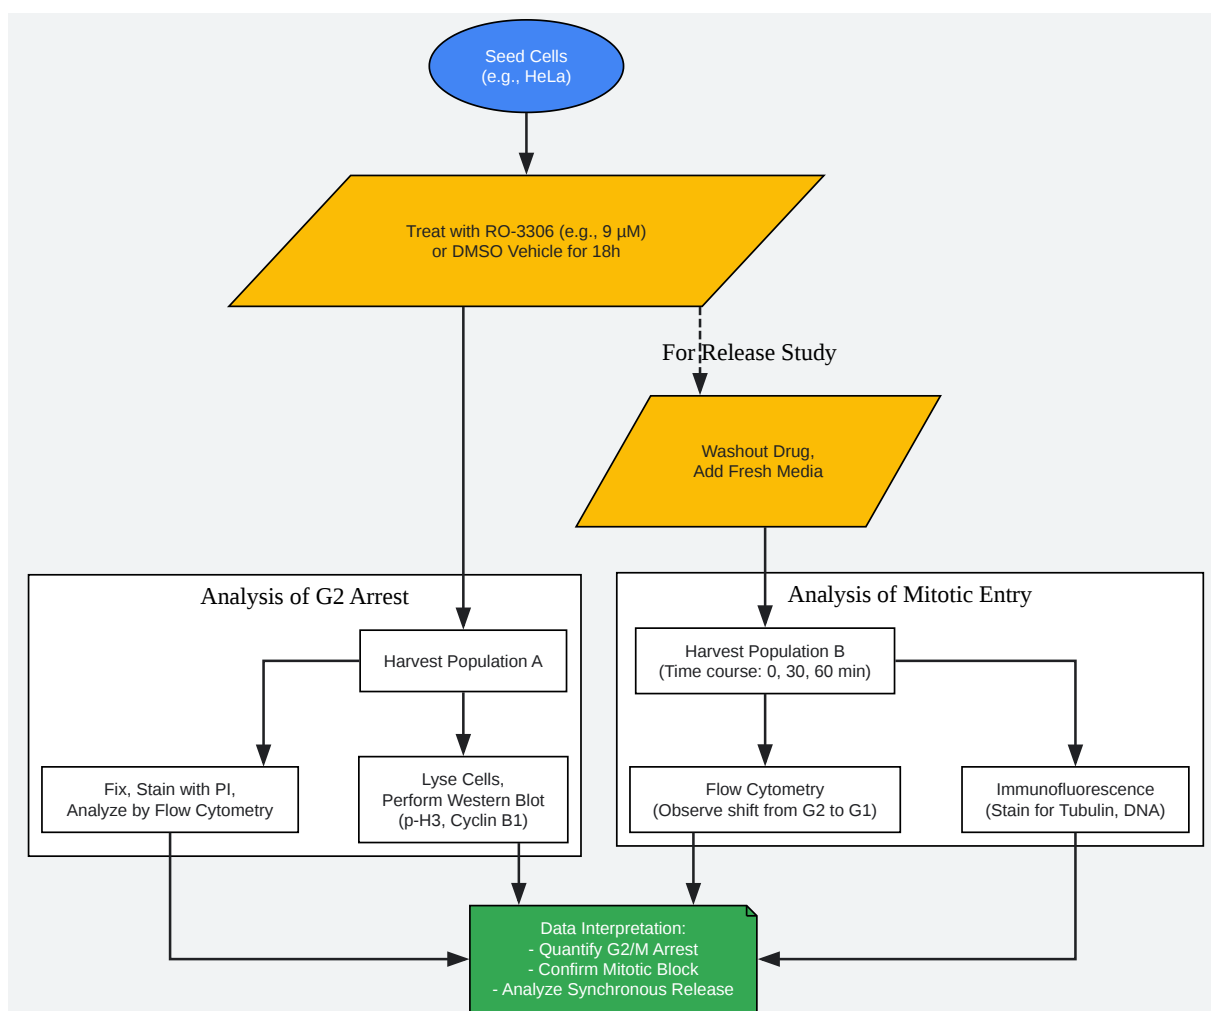 Seed Cells
(e.g., HeLa)
Treat with RO-3306 (e.g., 9 µM)
or DMSO Vehicle for 18h
For Release Study
Washout Drug,
Add Fresh Media
Analysis of G2 Arrest
Harvest Population A
Fix, Stain with PI,
Analyze by Flow Cytometry
Lyse Cells,
Perform Western Blot
(p-H3, Cyclin B1)
Analysis of Mitotic Entry
Harvest Population B
(Time course: 0, 30, 60 min)
Flow Cytometry
(Observe shift from G2 to G1)
Immunofluorescence
(Stain for Tubulin, DNA)
Data Interpretation:
- Quantify G2/M Arrest
- Confirm Mitotic Block
- Analyze Synchronous Release